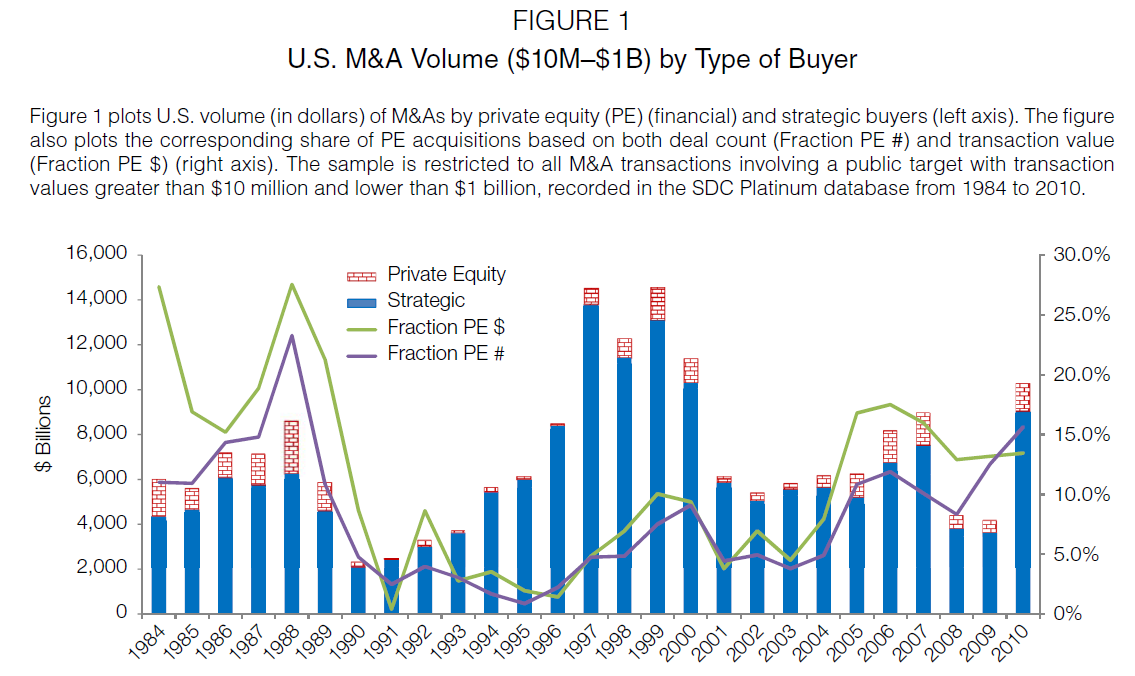 FIGURE 1
U.S. M&A Volume ($10M–$1B) by Type of Buyer
Figure 1 plots U.S. volume (in dollars) of M&As by private equity (PE) (financial) and strategic buyers (left axis). The figure
also plots the corresponding share of PE acquisitions based on both deal count (Fraction PE #) and transaction value
(Fraction PE $) (right axis). The sample is restricted to all M&A transactions involving a public target with transaction
values greater than $10 million and lower than $1 billion, recorded in the SDC Platinum database from 1984 to 2010.
$ Billions
16,000
14,000
12,000
10,000
8,000
6,000
4,000
2,000
0
Private Equity
Strategic
Fraction PE $
Fraction PE #
30.0%
25.0%
20.0%
15.0%
10.0%
5.0%
0%
1984 1985 1986 1987 1988 1989 1990 1991 1992 1993 1994 1995 1996 1997 1998 1999 2000 2001 2002 2003 2004 2005 2006 2007 2008 2009 2010